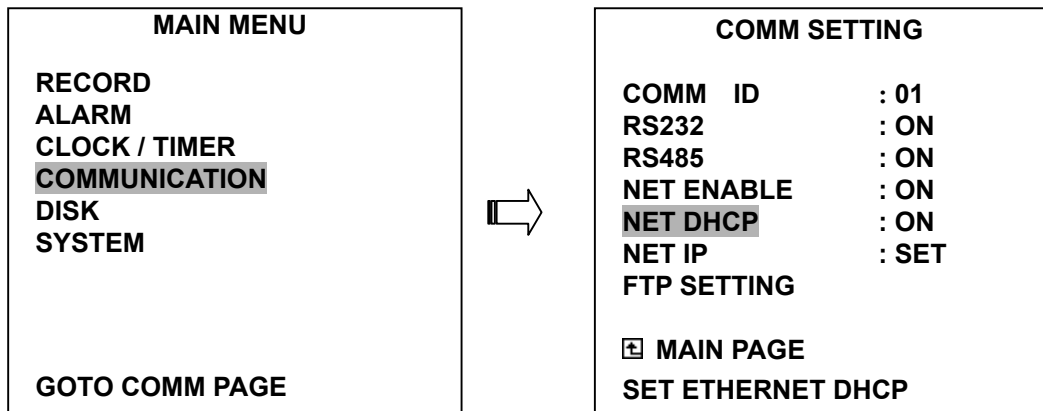 MAIN MENU
RECORD
ALARM
CLOCK / TIMER
COMMUNICATION
DISK
SYSTEM
GOTO COMM PAGE
COMM SETTING
COMM ID : 01
RS232 : ON
RS485 : ON
NET ENABLE : ON
NET DHCP : ON
NET IP : SET
FTP SETTING
MAIN PAGE
SET ETHERNET DHCP